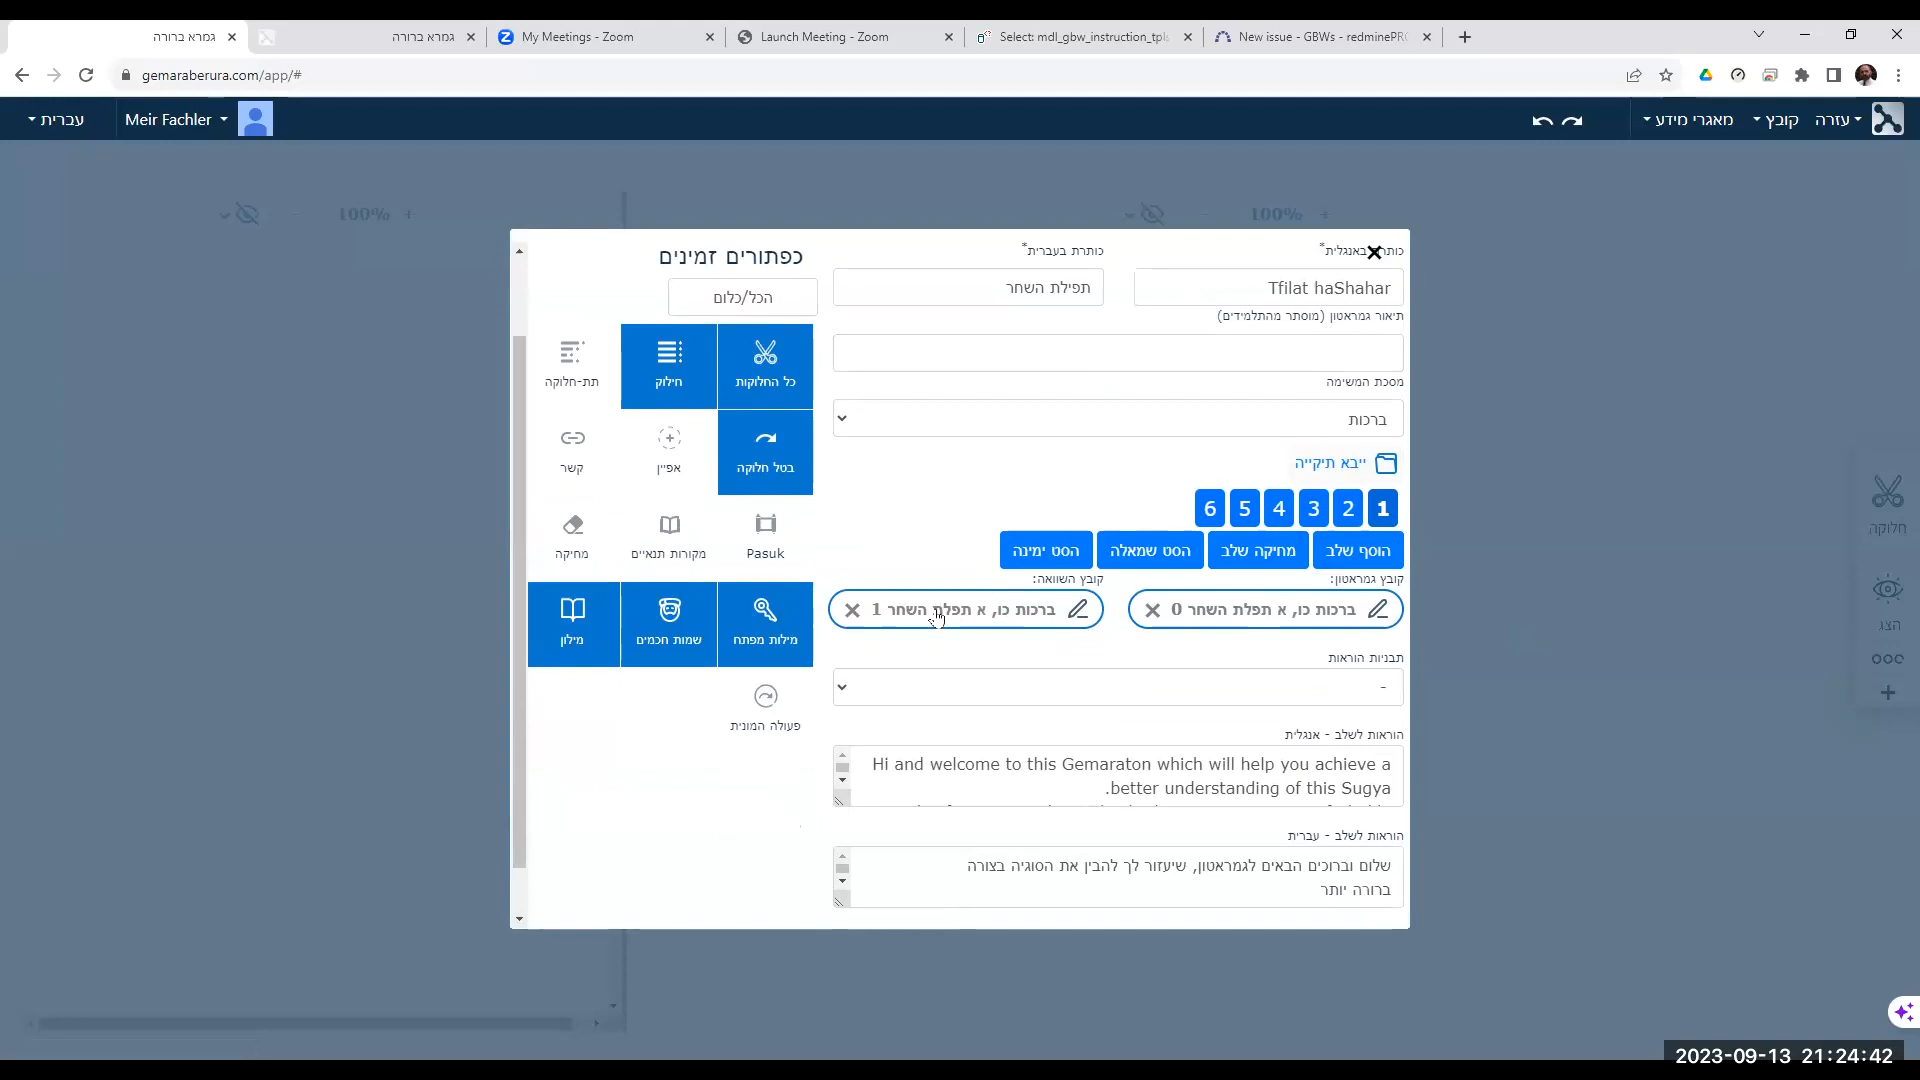 גמרא ברורה
גמרא ברורה
My Meetings - Zoom
Launch Meeting - Zoom
Select: mdl_gbw_instruction_tpl
New issue - GBWs - redminePRO
gemaraberura.com/app/#
עברית
Meir Fachler
עזרה
קובץ
מאגרי מידע
100%
100%
כותרת באנגלית*
כותרת בעברית*
Tfilat haShahar
תפילת השחר
תיאור גמראטון (מוסתר מהתלמידים)
מסכת המשימה
ברכות
ייבא תיקייה
1 2 3 4 5 6
הוסף שלב
מחיקה שלב
הסט שמאלה
הסט ימינה
קובץ גמראטון:
קובץ השוואה:
ברכות כו, א תפלת השחר 0
ברכות כו, א תפלת השחר 1
תבניות הוראות
-
הוראות לשלב - אנגלית
Hi and welcome to this Gemaraton which will help you achieve a
.better understanding of this Sugya
הוראות לשלב - עברית
שלום וברוכים הבאים לגמראטון, שיעזור לך להבין את הסוגיה בצורה
ברורה יותר
כפתורים זמינים
הכל/כלום
כל החלוקות
חילוק
תת-חלוקה
בטל חלוקה
אפיין
קשר
Pasuk
מקורות תנאיים
מחיקה
מילות מפתח
שמות חכמים
מילון
פעולה המונית
חלוקה
הצג
2023-09-13 21:24:42